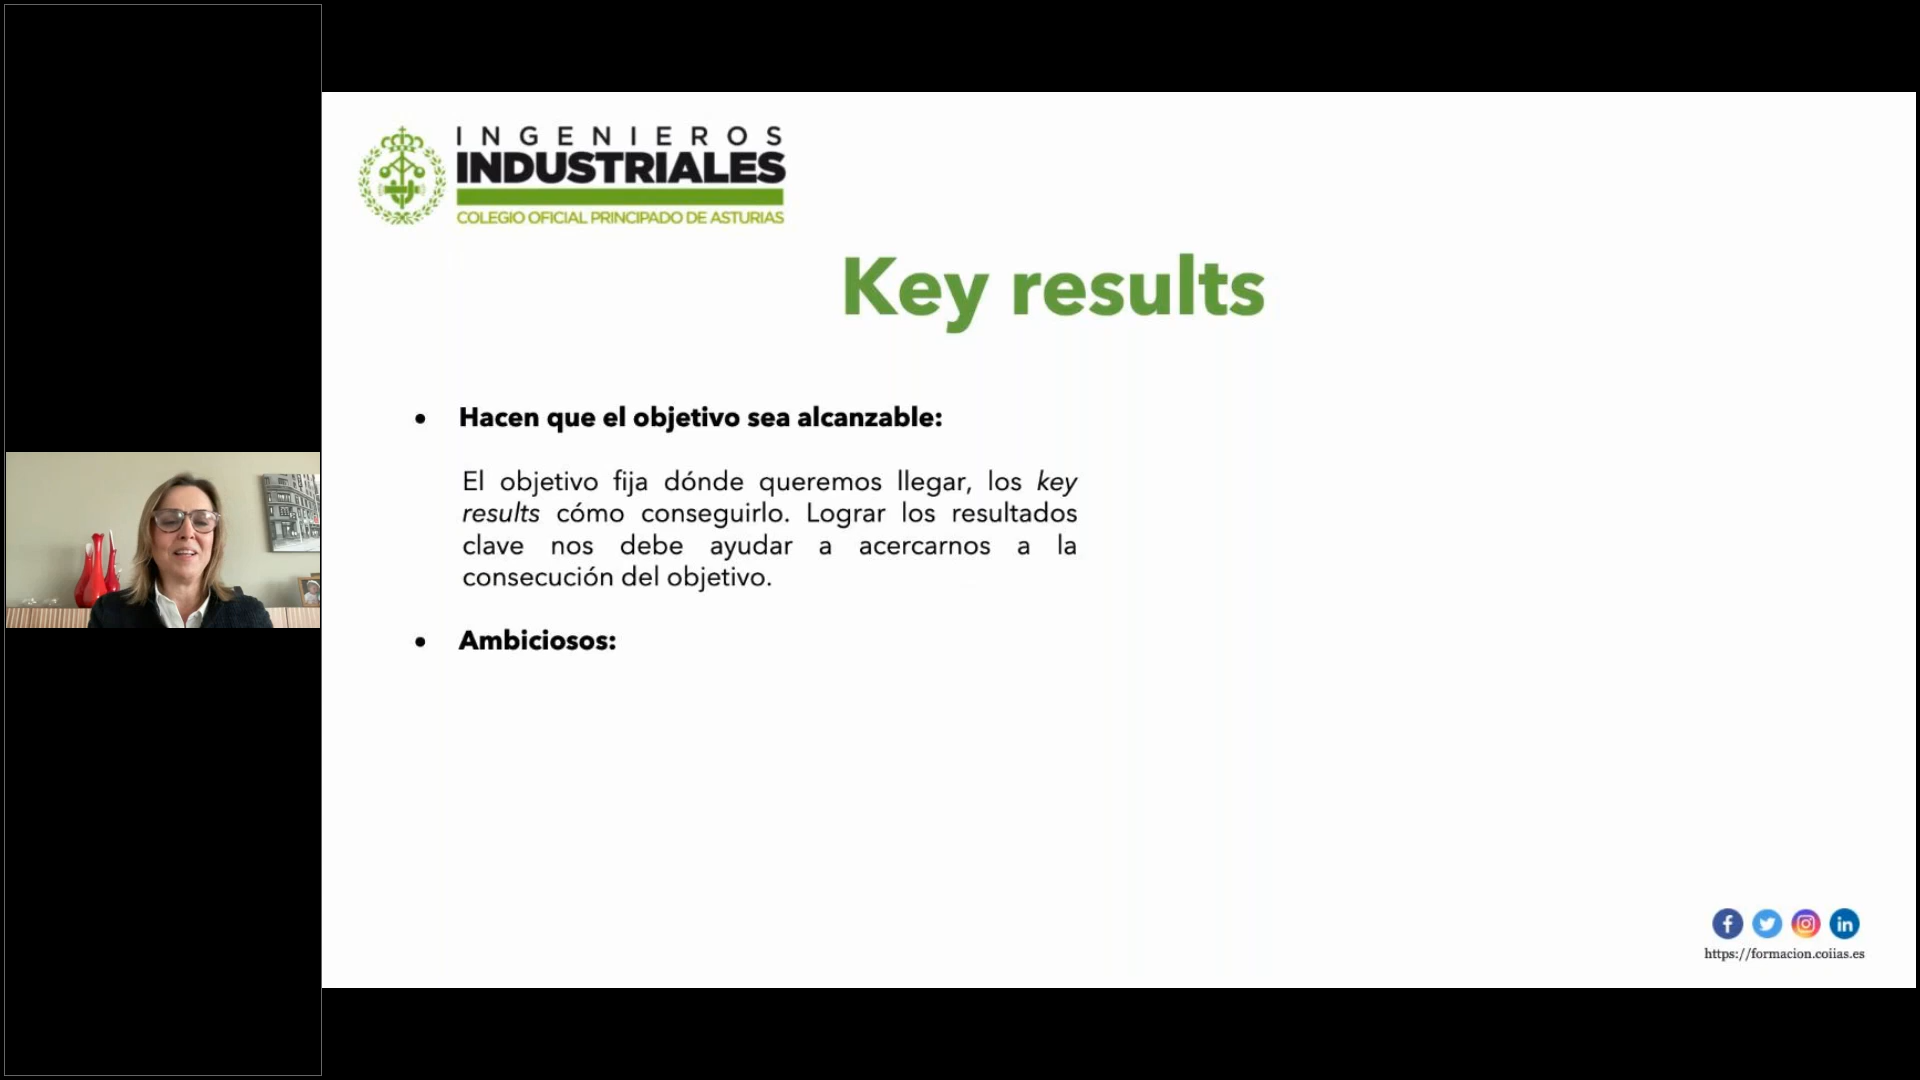 INGENIEROS
INDUSTRIALES
COLEGIO OFICIAL PRINCIPADO DE ASTURIAS
Key results
• Hacen que el objetivo sea alcanzable:
El objetivo fija dónde queremos llegar, los key
results cómo conseguirlo. Lograr los resultados
clave nos debe ayudar a acercarnos a la
consecución del objetivo.
• Ambiciosos:
https://formacion.coiias.es